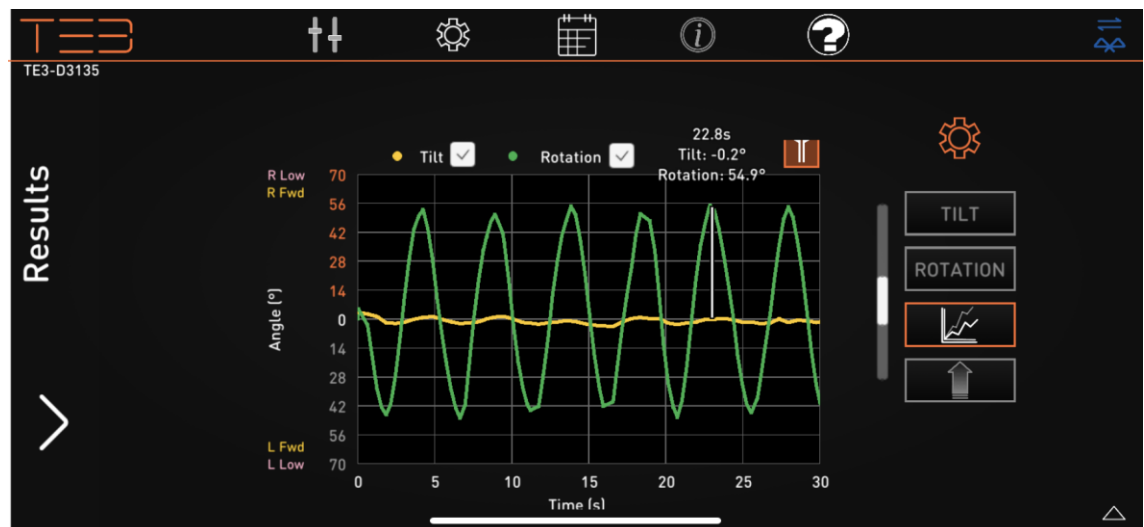 TE3
TE3-D3135
i
?
Results
Tilt
Rotation
22.8s
Tilt: -0.2°
Rotation: 54.9°
R Low
R Fwd
70
56
42
28
14
0
14
28
42
56
70
Angle (°)
L Fwd
L Low
0 5 10 15 20 25 30
Time (s)
TILT
ROTATION